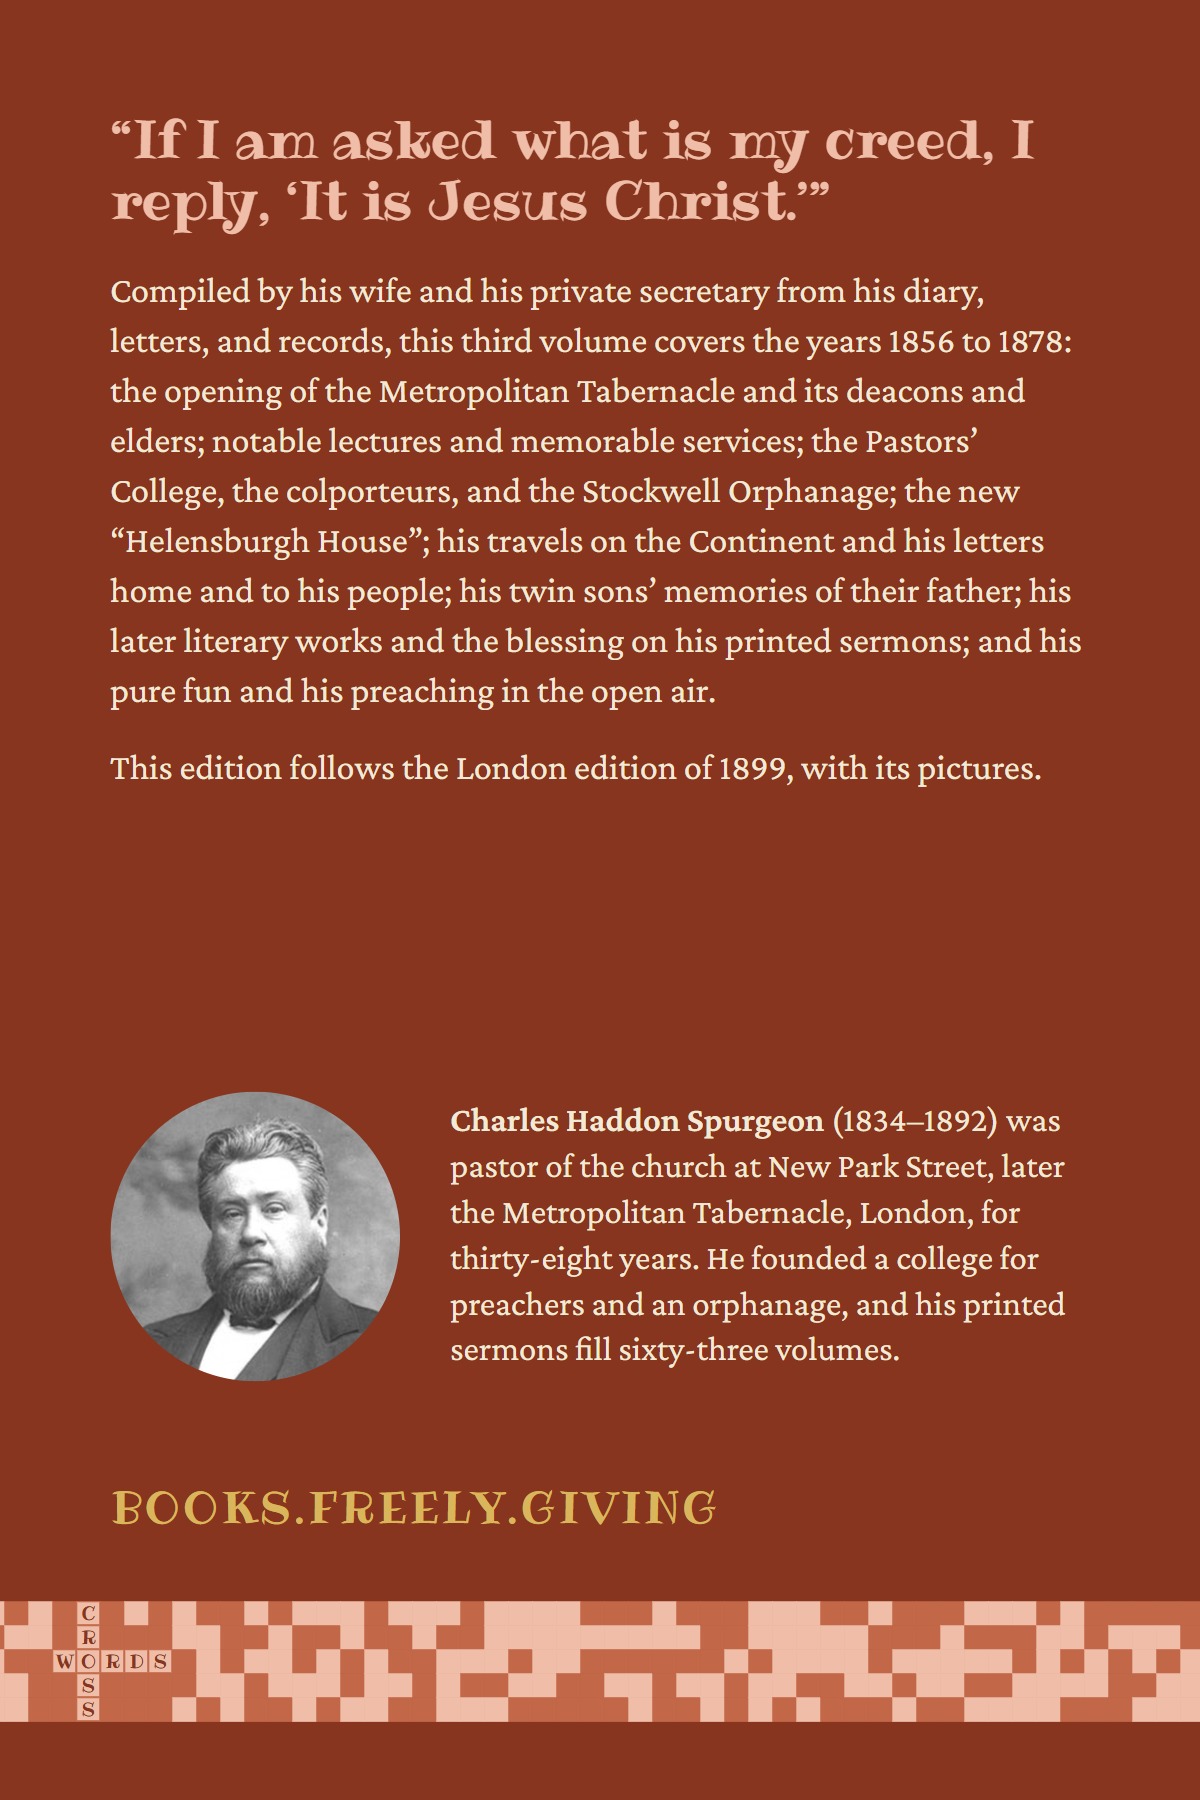 “If I am asked what is my creed, I
reply, ‘It is Jesus Christ.’”
Compiled by his wife and his private secretary from his diary,
letters, and records, this third volume covers the years 1856 to 1878:
the opening of the Metropolitan Tabernacle and its deacons and
elders; notable lectures and memorable services; the Pastors’
College, the colporteurs, and the Stockwell Orphanage; the new
“Helensburgh House”; his travels on the Continent and his letters
home and to his people; his twin sons’ memories of their father; his
later literary works and the blessing on his printed sermons; and his
pure fun and his preaching in the open air.
This edition follows the London edition of 1899, with its pictures.
Charles Haddon Spurgeon (1834–1892) was
pastor of the church at New Park Street, later
the Metropolitan Tabernacle, London, for
thirty-eight years. He founded a college for
preachers and an orphanage, and his printed
sermons fill sixty-three volumes.
BOOKS.FREELY.GIVING
CROSS
WORDS